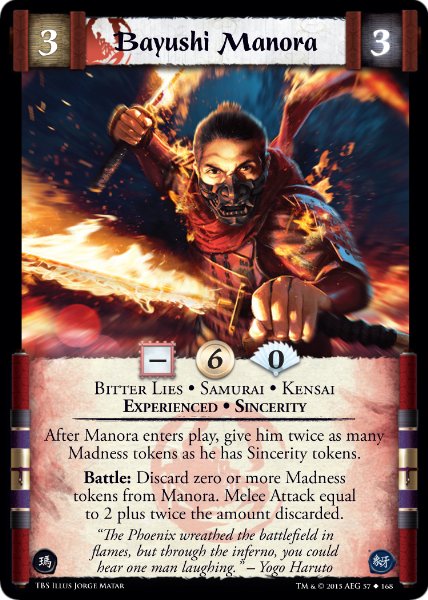 3 Bayushi Manora 3
– 6 0
Bitter Lies • Samurai • Kensai
Experienced • Sincerity
After Manora enters play, give him twice as many
Madness tokens as he has Sincerity tokens.
Battle: Discard zero or more Madness
tokens from Manora. Melee Attack equal
to 2 plus twice the amount discarded.
“The Phoenix wreathed the battlefield in
flames, but through the inferno, you could
hear one man laughing.” – Yogo Haruto
TBS Illus Jorge Matar
TM & © 2015 AEG 57 ♦ 168